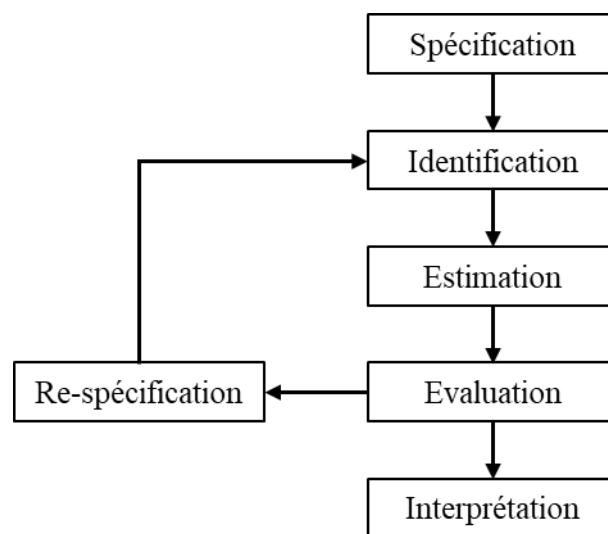 Spécification
Identification
Estimation
Re-spécification
Evaluation
Interprétation